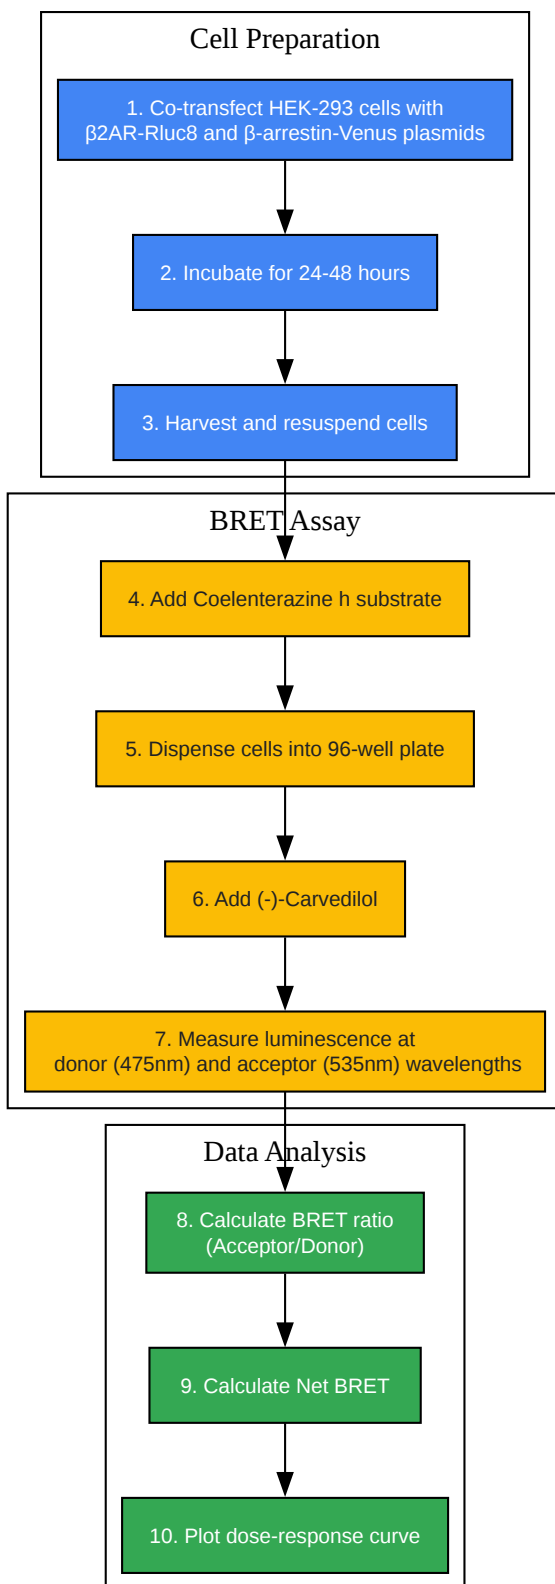 Cell Preparation
1. Co-transfect HEK-293 cells with
β2AR-Rluc8 and β-arrestin-Venus plasmids
2. Incubate for 24-48 hours
3. Harvest and resuspend cells
BRET Assay
4. Add Coelenterazine h substrate
5. Dispense cells into 96-well plate
6. Add (-)-Carvedilol
7. Measure luminescence at
donor (475nm) and acceptor (535nm) wavelengths
Data Analysis
8. Calculate BRET ratio
(Acceptor/Donor)
9. Calculate Net BRET
10. Plot dose-response curve